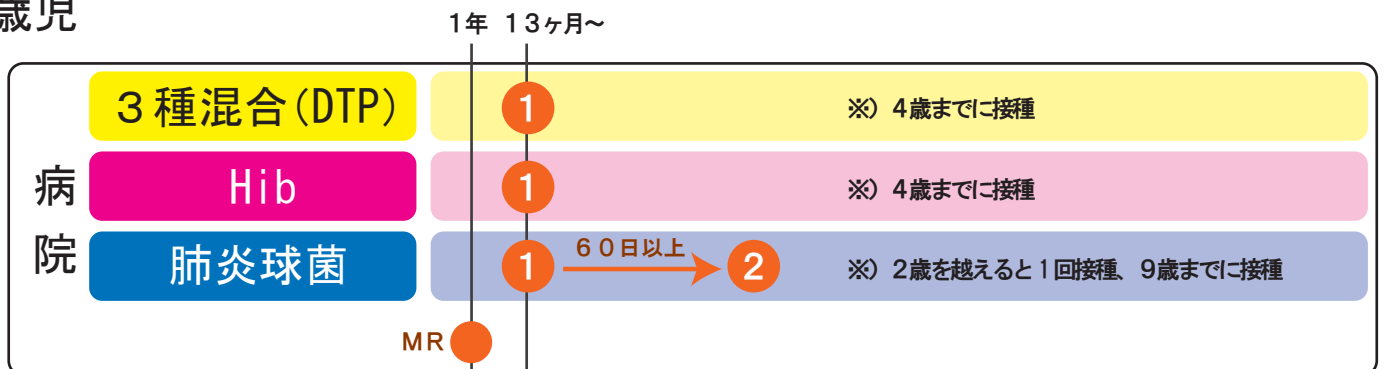 歳児
1年 13ヶ月～
3種混合(DTP) 1 ※）4歳までに接種
病院
Hib 1 ※）4歳までに接種
肺炎球菌 1 60日以上 2 ※）2歳を越えると1回接種、9歳までに接種
MR